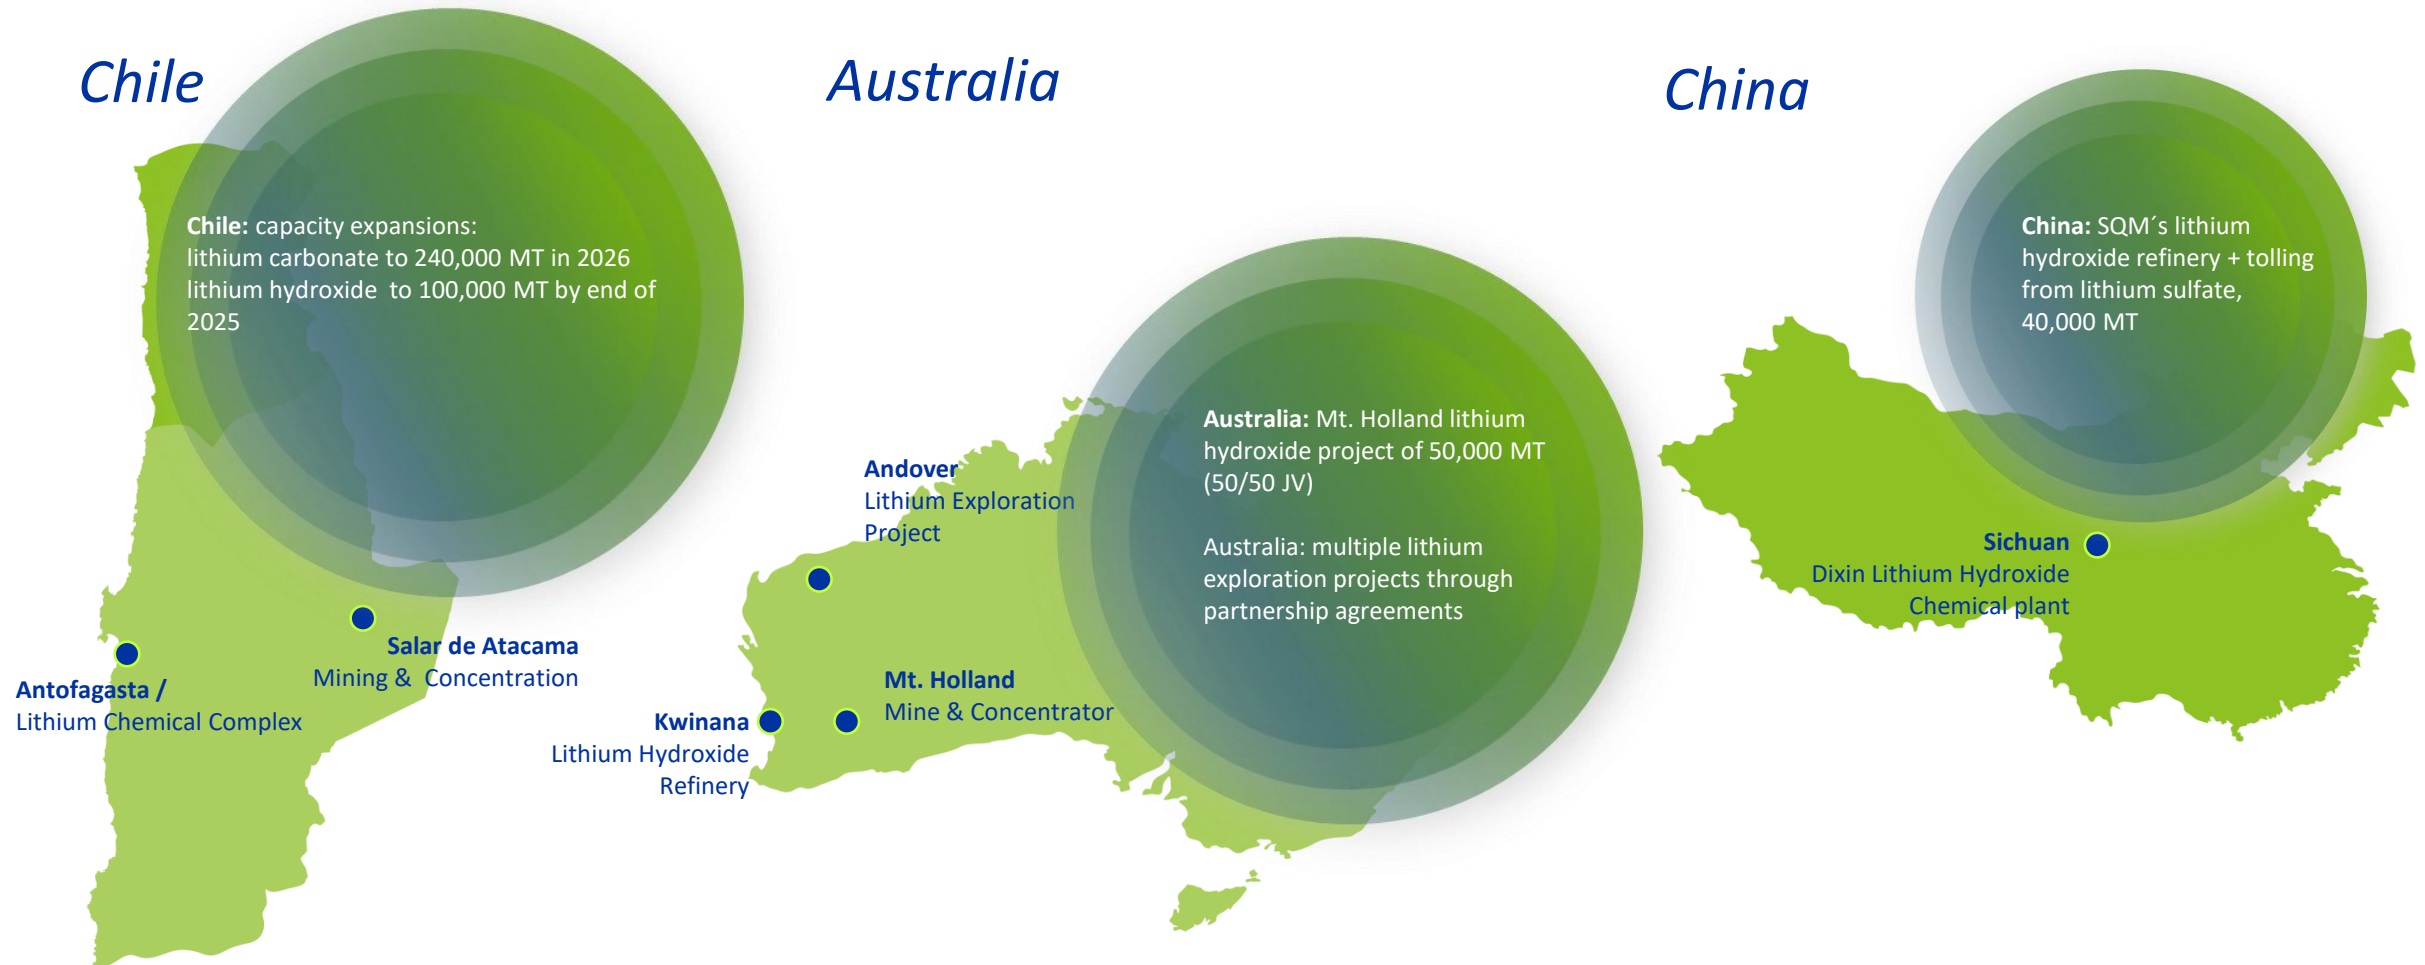 Chile
Chile: capacity expansions:
lithium carbonate to 240,000 MT in 2026
lithium hydroxide  to 100,000 MT by end of
2025
Salar de Atacama
Mining &  Concentration
Antofagasta /
Lithium Chemical Complex
Australia
Australia: Mt. Holland lithium
hydroxide project of 50,000 MT
(50/50 JV)
Australia: multiple lithium
exploration projects through
partnership agreements
Andover
Lithium Exploration
Project
Mt. Holland
Mine & Concentrator
Kwinana
Lithium Hydroxide
Refinery
China
China: SQM´s lithium
hydroxide refinery + tolling
from lithium sulfate,
40,000 MT
Sichuan
Dixin Lithium Hydroxide
Chemical plant